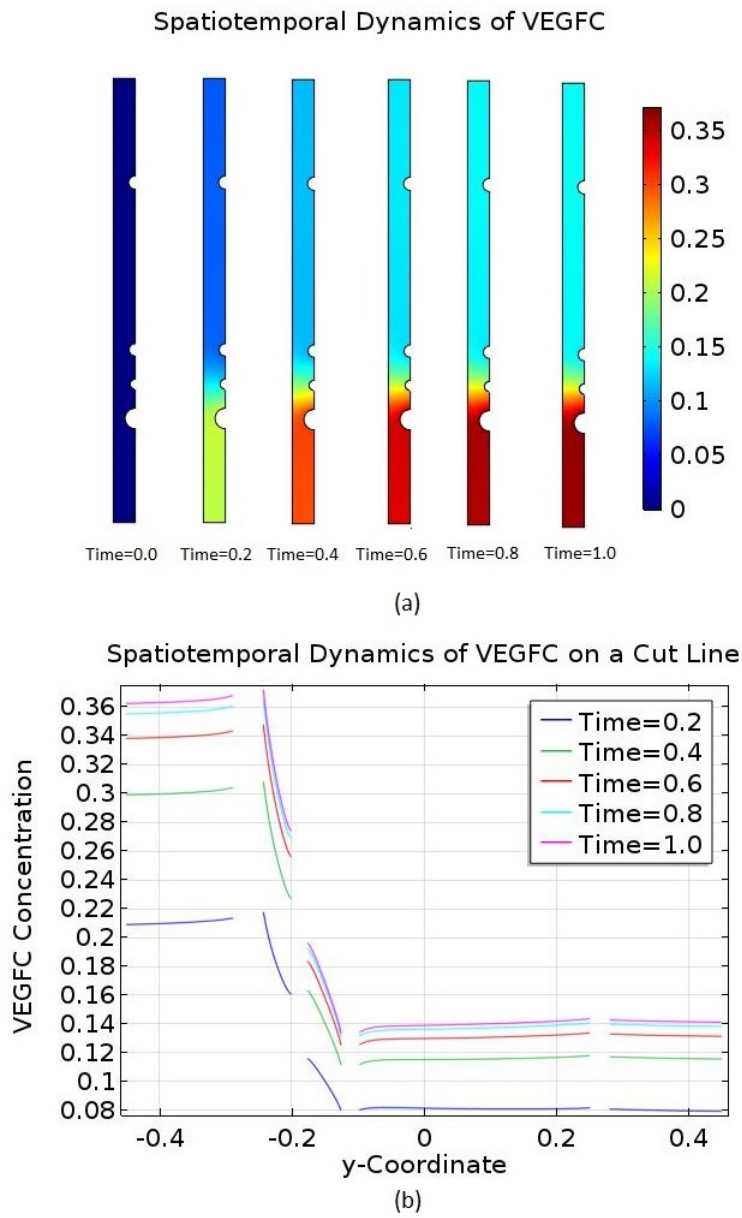 Spatiotemporal Dynamics of VEGFC
0.35
0.3
0.25
0.2
0.15
0.1
0.05
0
Time=0.0 Time=0.2 Time=0.4 Time=0.6 Time=0.8 Time=1.0
(a)
Spatiotemporal Dynamics of VEGFC on a Cut Line
VEGFC Concentration
0.36
0.34
0.32
0.3
0.28
0.26
0.24
0.22
0.2
0.18
0.16
0.14
0.12
0.1
0.08
Time=0.2
Time=0.4
Time=0.6
Time=0.8
Time=1.0
-0.4 -0.2 0 0.2 0.4
y-Coordinate
(b)